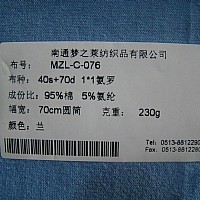 南通梦之莱纺织品有限公司
布号： MZL-C-076
布种： 40s+70d 1*1氨罗
成份比：95%棉 5%氨纶
幅宽：70cm圆筒 克重： 230g
颜色：兰
Tel: 0513-8812290
Fax: 0513-8812280